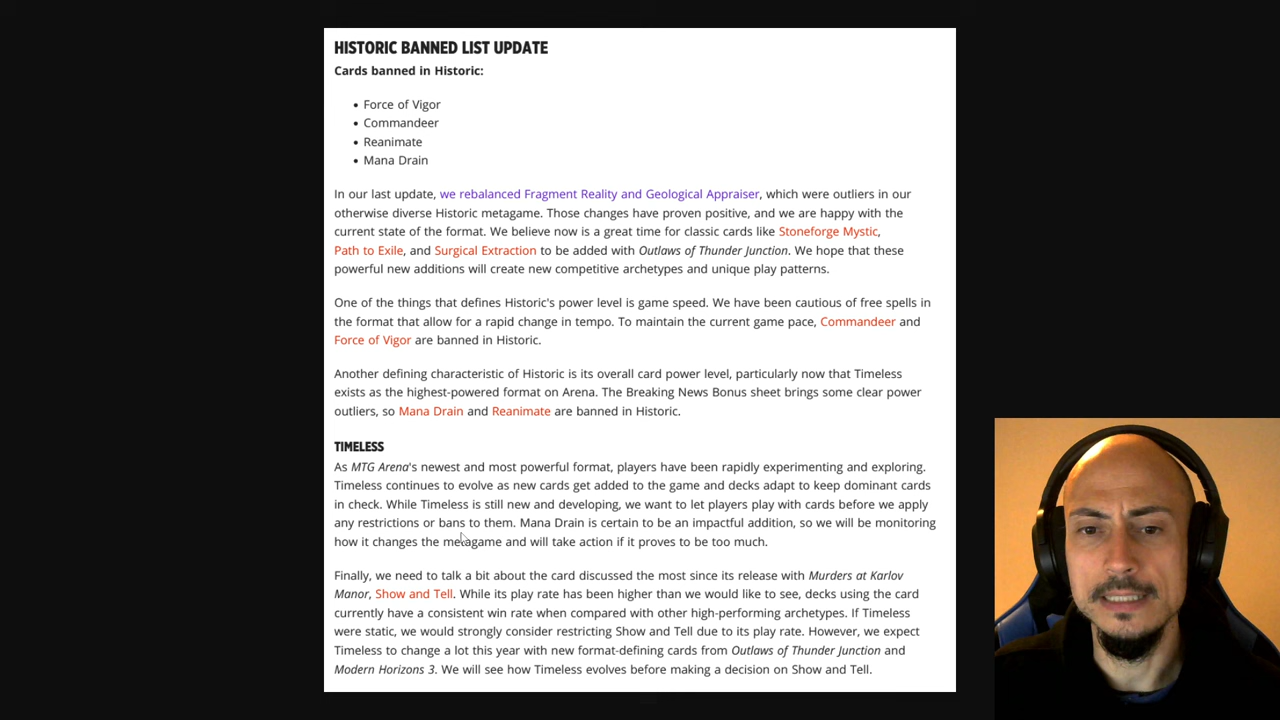 HISTORIC BANNED LIST UPDATE
Cards banned in Historic:
• Force of Vigor
• Commandeer
• Reanimate
• Mana Drain
In our last update, we rebalanced Fragment Reality and Geological Appraiser, which were outliers in our
otherwise diverse Historic metagame. Those changes have proven positive, and we are happy with the
current state of the format. We believe now is a great time for classic cards like Stoneforge Mystic,
Path to Exile, and Surgical Extraction to be added with Outlaws of Thunder Junction. We hope that these
powerful new additions will create new competitive archetypes and unique play patterns.
One of the things that defines Historic's power level is game speed. We have been cautious of free spells in
the format that allow for a rapid change in tempo. To maintain the current game pace, Commandeer and
Force of Vigor are banned in Historic.
Another defining characteristic of Historic is its overall card power level, particularly now that Timeless
exists as the highest-powered format on Arena. The Breaking News Bonus sheet brings some clear power
outliers, so Mana Drain and Reanimate are banned in Historic.
TIMELESS
As MTG Arena's newest and most powerful format, players have been rapidly experimenting and exploring.
Timeless continues to evolve as new cards get added to the game and decks adapt to keep dominant cards
in check. While Timeless is still new and developing, we want to let players play with cards before we apply
any restrictions or bans to them. Mana Drain is certain to be an impactful addition, so we will be monitoring
how it changes the metagame and will take action if it proves to be too much.
Finally, we need to talk a bit about the card discussed the most since its release with Murders at Karlov
Manor, Show and Tell. While its play rate has been higher than we would like to see, decks using the card
currently have a consistent win rate when compared with other high-performing archetypes. If Timeless
were static, we would strongly consider restricting Show and Tell due to its play rate. However, we expect
Timeless to change a lot this year with new format-defining cards from Outlaws of Thunder Junction and
Modern Horizons 3. We will see how Timeless evolves before making a decision on Show and Tell.